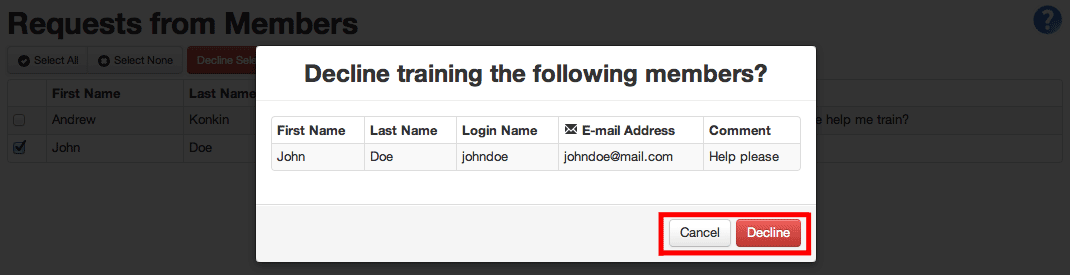 Requests from Members
?
Select All Select None Decline Sele
First Name Last Name
Andrew Konkin e help me train?
John Doe
Decline training the following members?
First Name Last Name Login Name E-mail Address Comment
John Doe johndoe johndoe@mail.com Help please
Cancel Decline